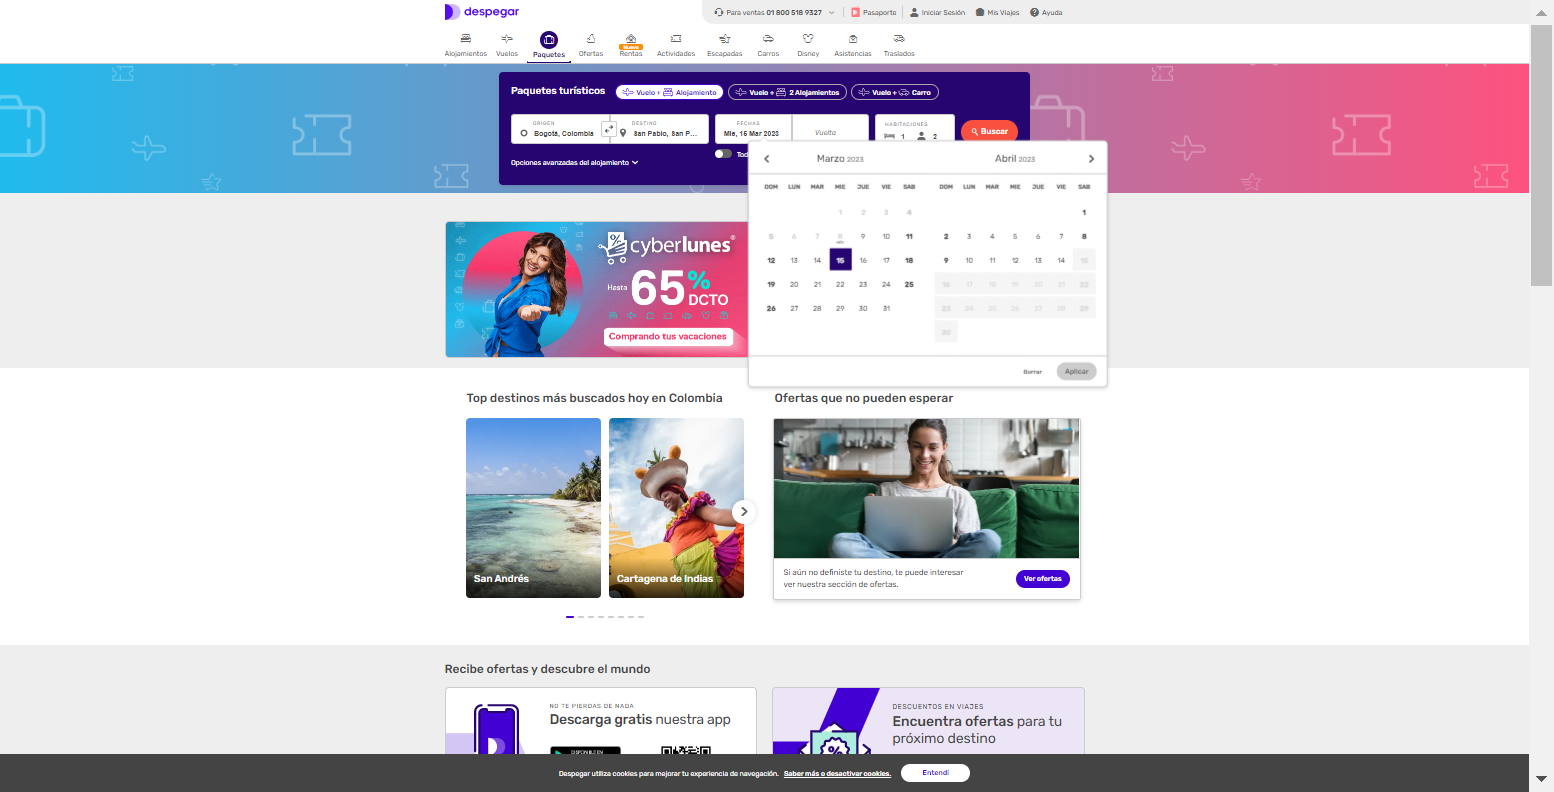 despegar
Para ventas 01 800 518 9327
Pasaporte
Iniciar Sesión
Mis Viajes
Ayuda
Alojamientos
Vuelos
Paquetes
Ofertas
Nuevo
Rentas
Actividades
Escapadas
Carros
Disney
Asistencias
Traslados
Paquetes turísticos
Vuelo + Alojamiento
Vuelo + 2 Alojamientos
Vuelo + Carro
ORIGEN
Bogotá, Colombia
DESTINO
San Pablo, San P...
FECHAS
Mie, 15 Mar 2023
Vuelta
HABITACIONES
1
2
Buscar
Opciones avanzadas del alojamiento
Tod
Marzo 2023
Abril 2023
DOM LUN MAR MIE JUE VIE SAB
1 2 3 4
5 6 7 8 9 10 11
12 13 14 15 16 17 18
19 20 21 22 23 24 25
26 27 28 29 30 31
DOM LUN MAR MIE JUE VIE SAB
1
2 3 4 5 6 7 8
9 10 11 12 13 14 15
16 17 18 19 20 21 22
23 24 25 26 27 28 29
30
Borrar
Aplicar
cyberlunes®
Hasta 65% DCTO
Comprando tus vacaciones
Top destinos más buscados hoy en Colombia
San Andrés
Cartagena de Indias
Ofertas que no pueden esperar
Si aún no definiste tu destino, te puede interesar
ver nuestra sección de ofertas.
Ver ofertas
Recibe ofertas y descubre el mundo
NO TE PIERDAS DE NADA
Descarga gratis nuestra app
DISPONIBLE EN
DESCUENTOS EN VIAJES
Encuentra ofertas para tu
próximo destino
Despegar utiliza cookies para mejorar tu experiencia de navegación. Saber más o desactivar cookies.
Entendí